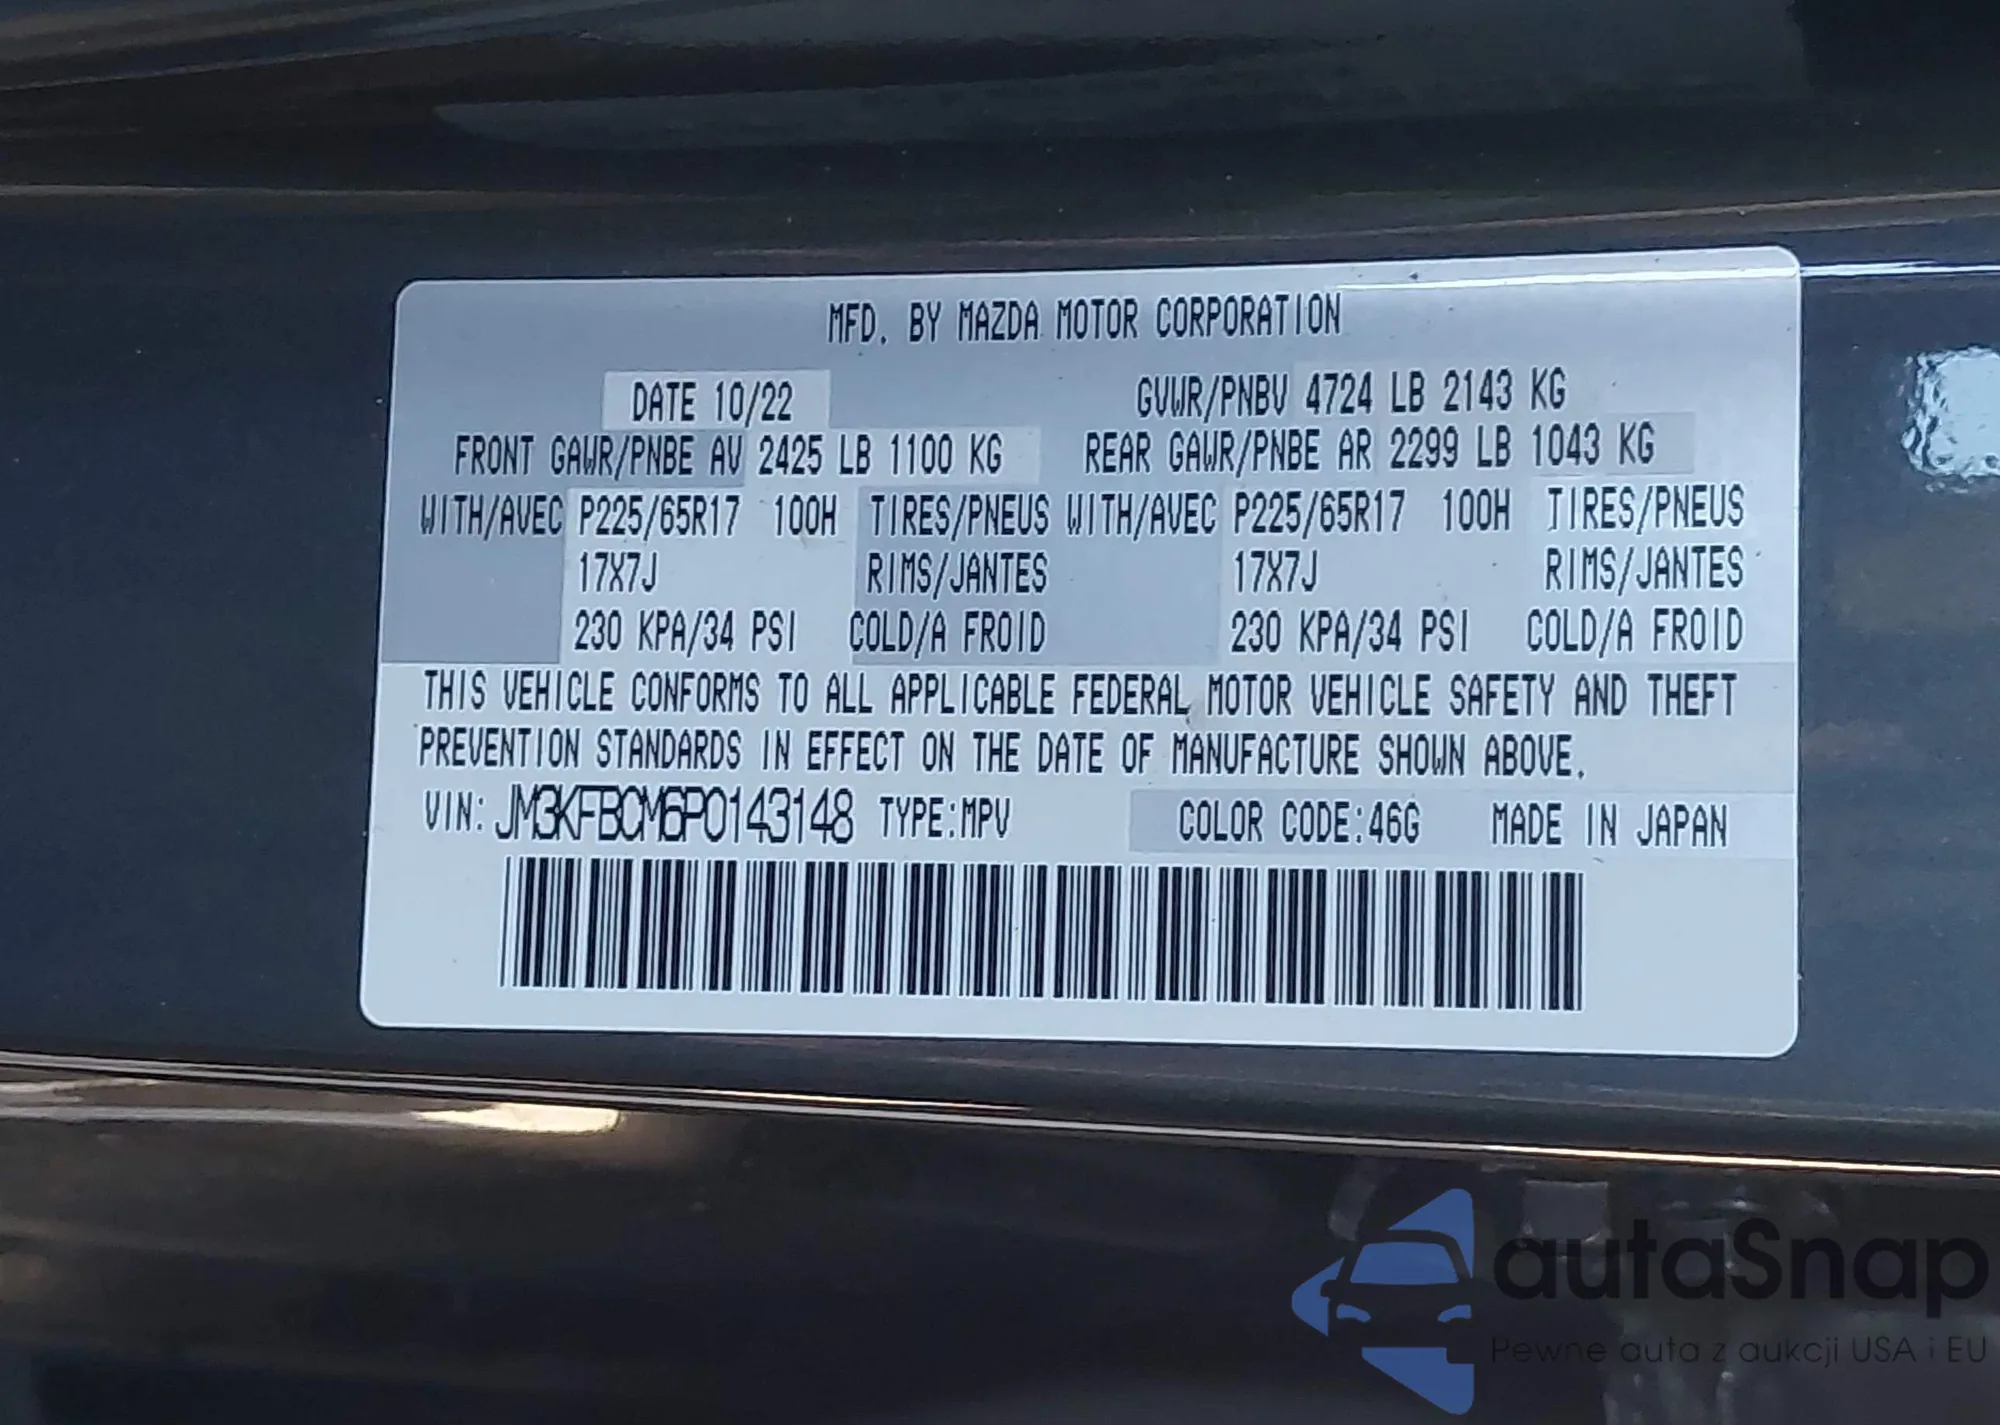 MFD. BY MAZDA MOTOR CORPORATION
DATE 10/22 GVWR/PNBV 4724 LB 2143 KG
FRONT GAWR/PNBE AV 2425 LB 1100 KG REAR GAWR/PNBE AR 2299 LB 1043 KG
WITH/AVEC P225/65R17 100H TIRES/PNEUS WITH/AVEC P225/65R17 100H TIRES/PNEUS
17X7J RIMS/JANTES 17X7J RIMS/JANTES
230 KPA/34 PSI COLD/A FROID 230 KPA/34 PSI COLD/A FROID
THIS VEHICLE CONFORMS TO ALL APPLICABLE FEDERAL MOTOR VEHICLE SAFETY AND THEFT
PREVENTION STANDARDS IN EFFECT ON THE DATE OF MANUFACTURE SHOWN ABOVE.
VIN: JM3KFBCM6P0143148 TYPE:MPV COLOR CODE:46G MADE IN JAPAN
autaSnap
Pewne auta z aukcji USA i EU